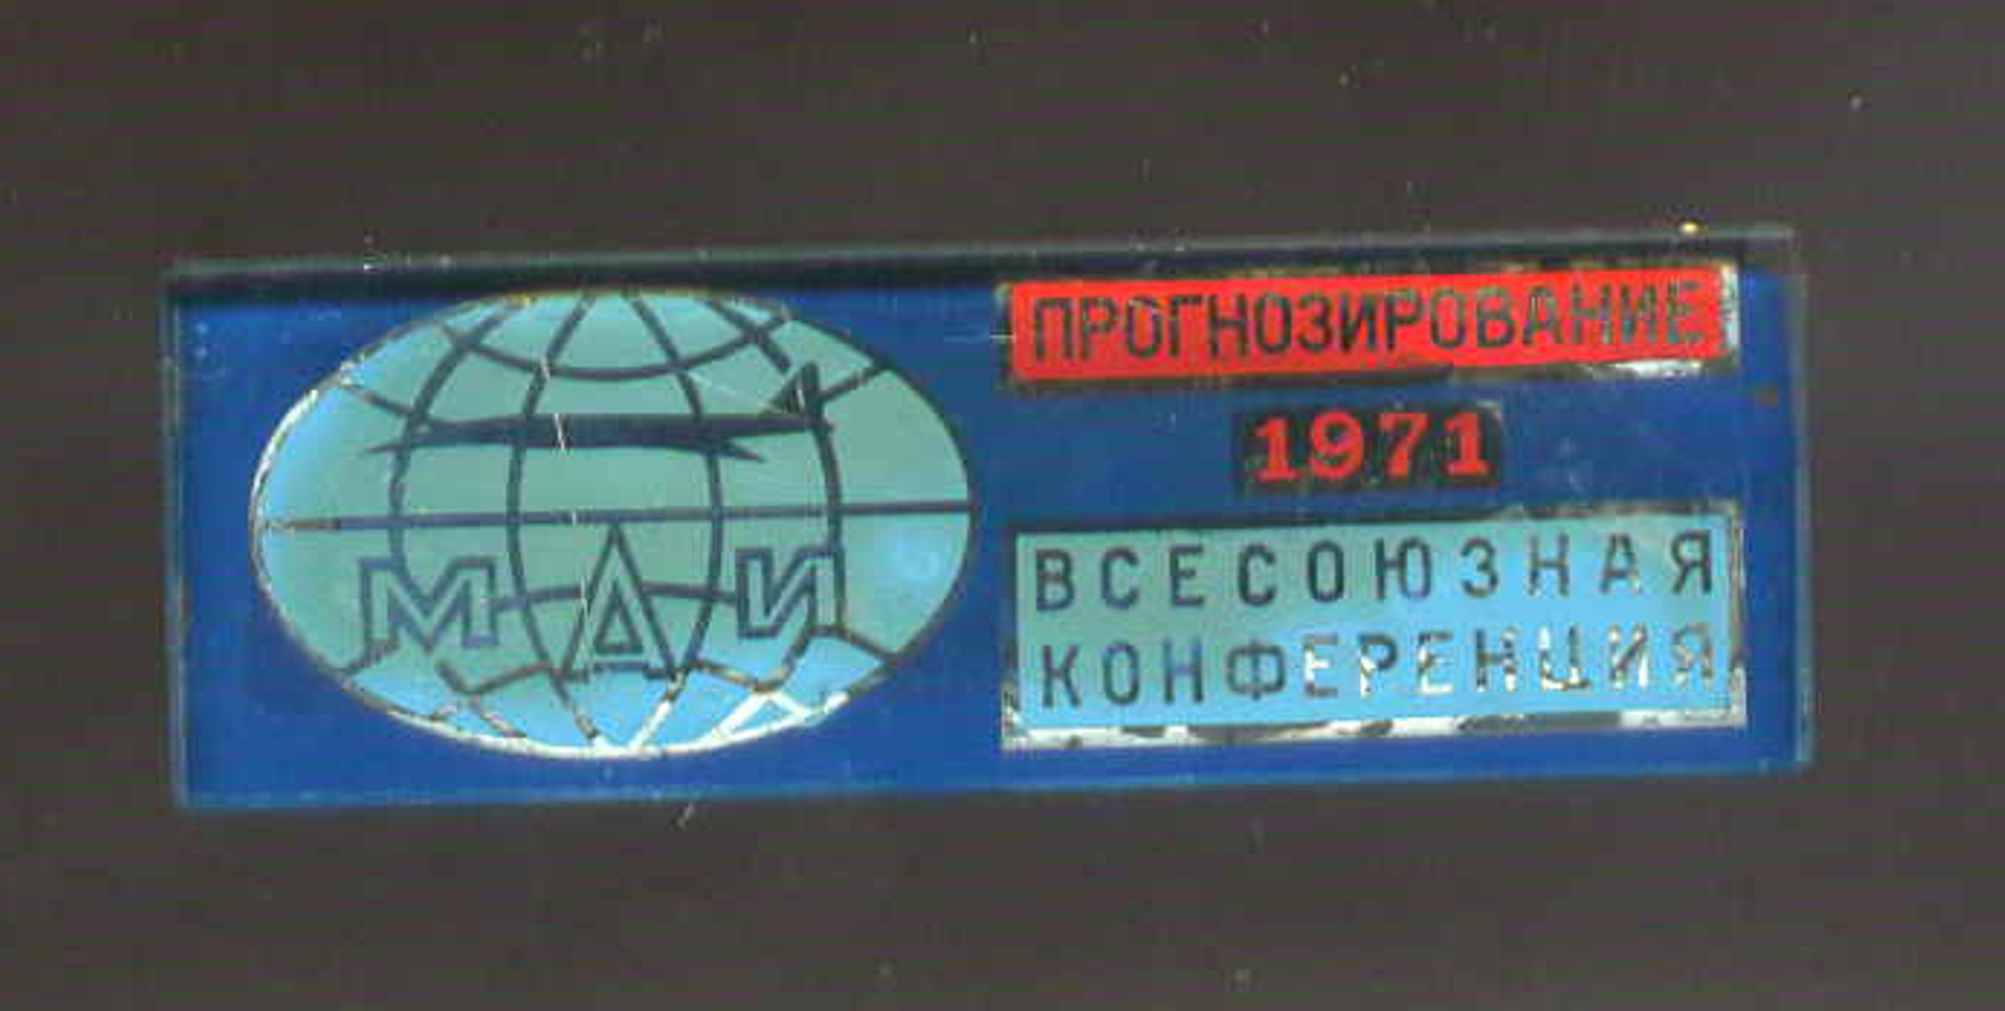 МАИ
ПРОГНОЗИРОВАНИЕ
1971
ВСЕСОЮЗНАЯ
КОНФЕРЕНЦИЯ